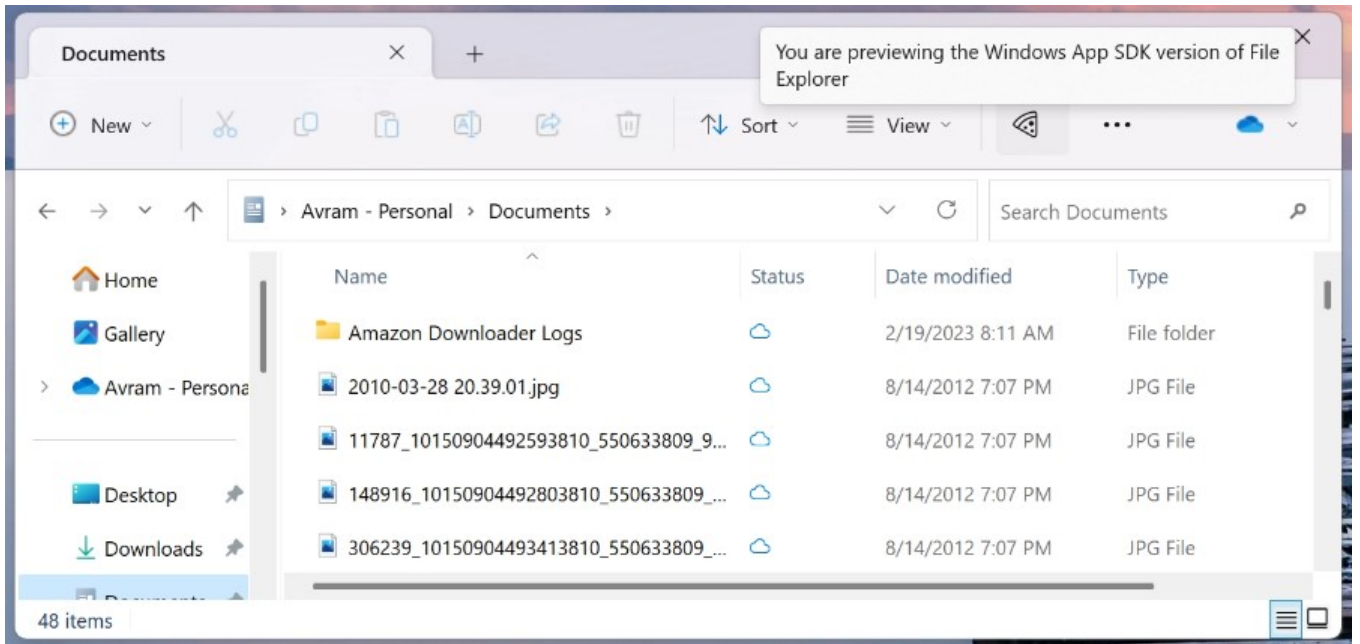 Documents
You are previewing the Windows App SDK version of File
Explorer
New
Sort
View
Avram - Personal > Documents >
Search Documents
Name Status Date modified Type
Home
Gallery
Avram - Persona
Desktop
Downloads
Documents
Amazon Downloader Logs 2/19/2023 8:11 AM File folder
2010-03-28 20.39.01.jpg 8/14/2012 7:07 PM JPG File
11787_10150904492593810_550633809_9... 8/14/2012 7:07 PM JPG File
148916_10150904492803810_550633809_... 8/14/2012 7:07 PM JPG File
306239_10150904493413810_550633809_... 8/14/2012 7:07 PM JPG File
48 items